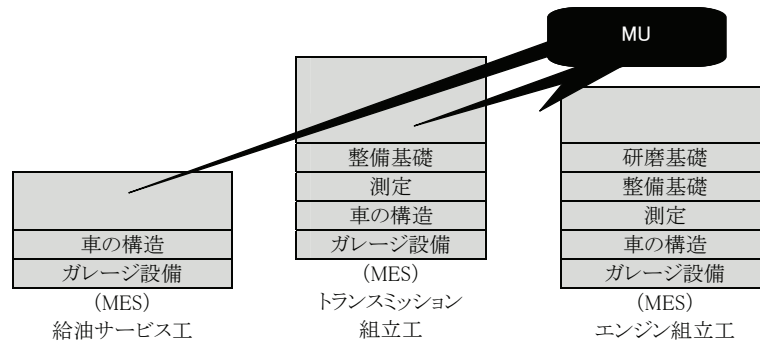 MU
車の構造
ガレージ設備
(MES)
給油サービス工
整備基礎
測定
車の構造
ガレージ設備
(MES)
トランスミッション
組立工
研磨基礎
整備基礎
測定
車の構造
ガレージ設備
(MES)
エンジン組立工